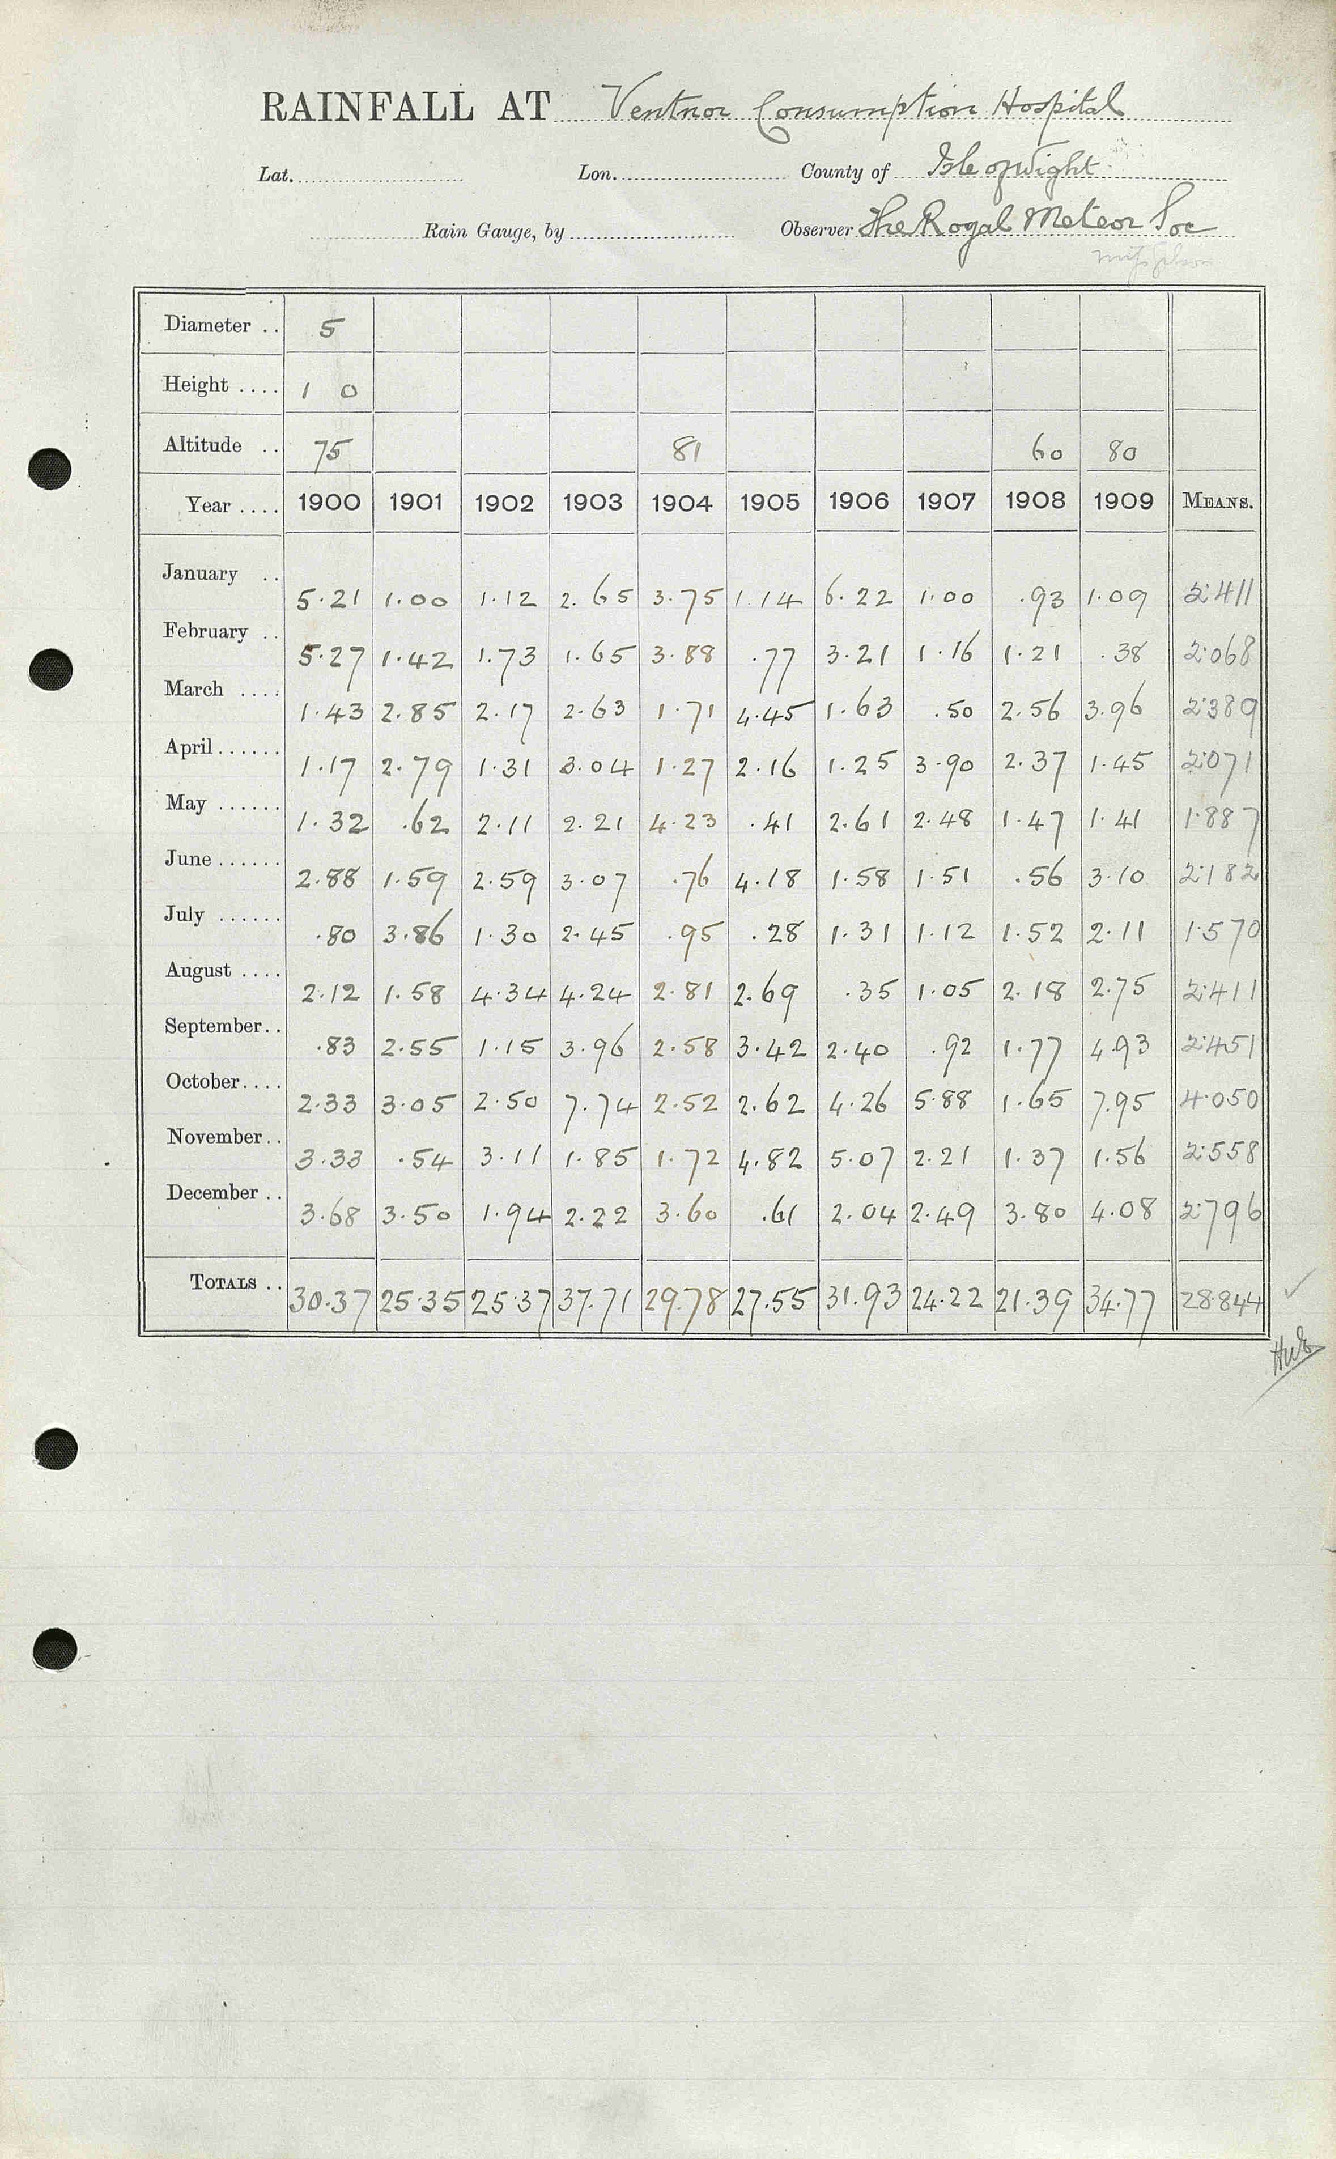 RAINFALL AT Ventnor Consumption Hospital
Lat. Lon. County of Isle of Wight
Rain Gauge, by Observer The Royal Meteor Soc
Diameter .. 5
Height .... 1 0
Altitude .. 75 81 60 80
Year .... 1900 1901 1902 1903 1904 1905 1906 1907 1908 1909 MEANS.
January .. 5.21 1.00 1.12 2.65 3.75 1.14 6.22 1.00 .93 1.09 2.411
February .. 5.27 1.42 1.73 1.65 3.88 .77 3.21 1.16 1.21 .38 2.068
March .... 1.43 2.85 2.17 2.63 1.71 4.45 1.63 .50 2.56 3.96 2.389
April ...... 1.17 2.79 1.31 3.04 1.27 2.16 1.25 3.90 2.37 1.45 2.071
May ...... 1.32 .62 2.11 2.21 4.23 .41 2.61 2.48 1.47 1.41 1.887
June ...... 2.88 1.59 2.59 3.07 .76 4.18 1.58 1.51 .56 3.10 2.182
July ...... .80 3.86 1.30 2.45 .95 .28 1.31 1.12 1.52 2.11 1.570
August .... 2.12 1.58 4.34 4.24 2.81 2.69 .35 1.05 2.18 2.75 2.411
September .. .83 2.55 1.15 3.96 2.58 3.42 2.40 .92 1.77 4.93 2.451
October .... 2.33 3.05 2.50 7.74 2.52 2.62 4.26 5.88 1.65 7.95 4.050
November .. 3.33 .54 3.11 1.85 1.72 4.82 5.07 2.21 1.37 1.56 2.558
December .. 3.68 3.50 1.94 2.22 3.60 .61 2.04 2.49 3.80 4.08 2.796
TOTALS .. 30.37 25.35 25.37 37.71 29.78 27.55 31.93 24.22 21.39 34.77 28.844